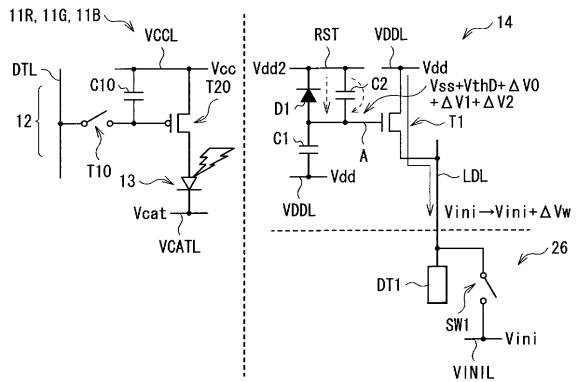 11R, 11G, 11B
14
VCCL
RST
VDDL
DTL
Vcc
Vdd2
Vdd
C10
T20
C2
Vss+VthD+ΔV0
+ΔV1+ΔV2
D1
12
C1
T1
A
T10
13
Vdd
LDL
VDDL
Vini→Vini+ΔVw
Vcat
VCATL
26
DT1
SW1
Vini
VINIL